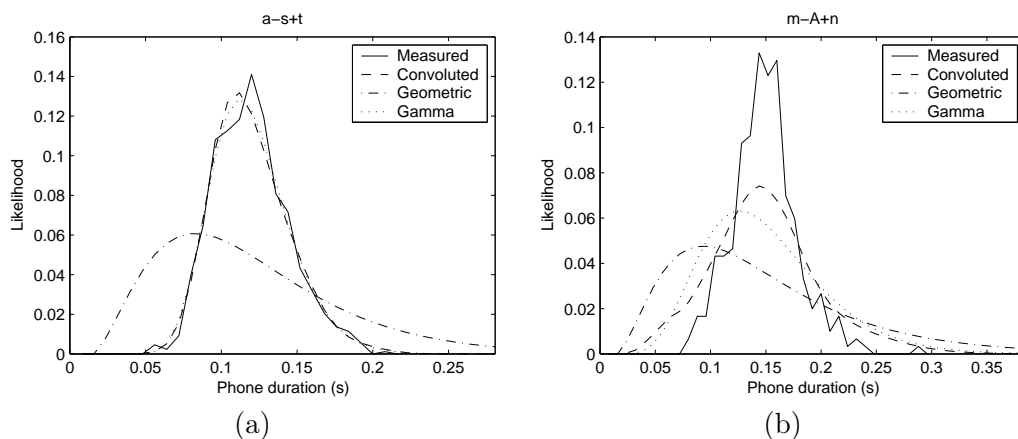 a−s+t
0.16
0.14
0.12
0.1
0.08
0.06
0.04
0.02
0
Likelihood
0 0.05 0.1 0.15 0.2 0.25
Phone duration (s)
Measured
Convoluted
Geometric
Gamma
(a)
m−A+n
0.14
0.12
0.1
0.08
0.06
0.04
0.02
0
Likelihood
0 0.05 0.1 0.15 0.2 0.25 0.3 0.35
Phone duration (s)
Measured
Convoluted
Geometric
Gamma
(b)